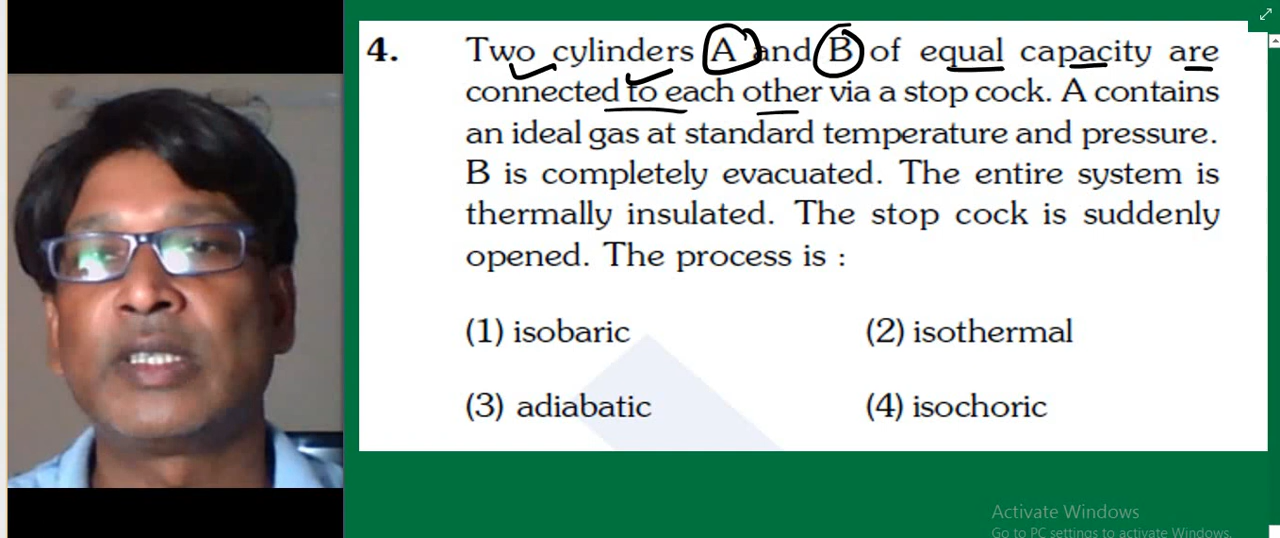 4. Two cylinders A and B of equal capacity are
connected to each other via a stop cock. A contains
an ideal gas at standard temperature and pressure.
B is completely evacuated. The entire system is
thermally insulated. The stop cock is suddenly
opened. The process is :
(1) isobaric (2) isothermal
(3) adiabatic (4) isochoric
Activate Windows
Go to PC settings to activate Windows.